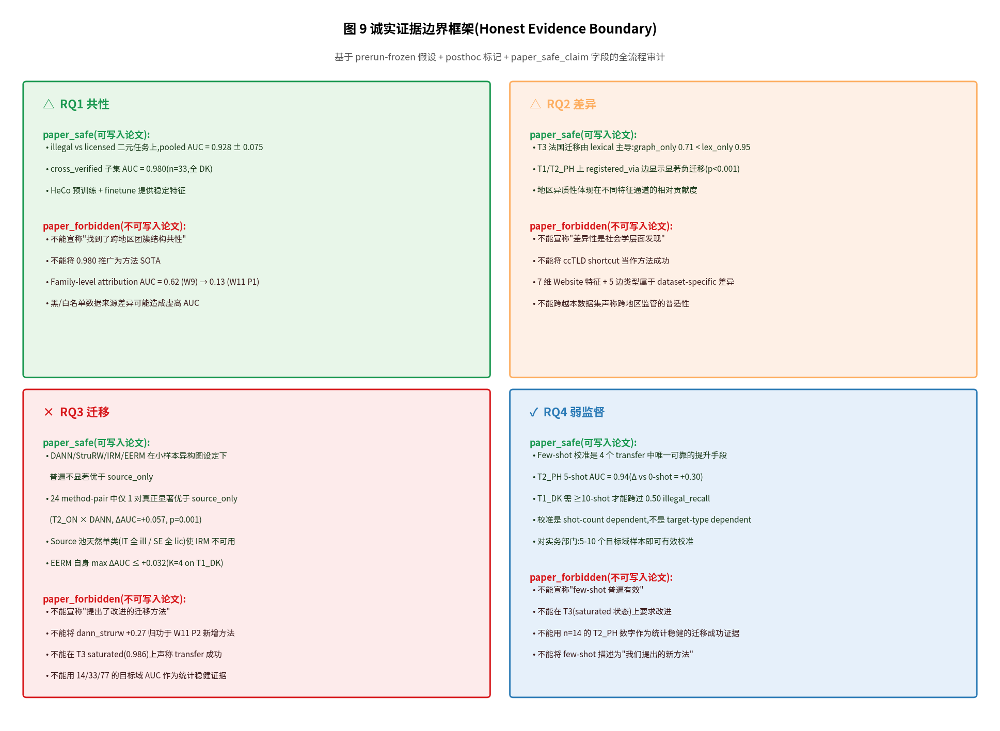 图 9 诚实证据边界框架(Honest Evidence Boundary)
基于 prerun-frozen 假设 + posthoc 标记 + paper_safe_claim 字段的全流程审计
△ RQ1 共性
paper_safe(可写入论文):
• illegal vs licensed 二元任务上,pooled AUC = 0.928 ± 0.075
• cross_verified 子集 AUC = 0.980(n=33,全 DK)
• HeCo 预训练 + finetune 提供稳定特征
paper_forbidden(不可写入论文):
• 不能宣称"找到了跨地区团簇结构共性"
• 不能将 0.980 推广为方法 SOTA
• Family-level attribution AUC = 0.62 (W9) → 0.13 (W11 P1)
• 黑/白名单数据来源差异可能造成虚高 AUC
△ RQ2 差异
paper_safe(可写入论文):
• T3 法国迁移由 lexical 主导:graph_only 0.71 < lex_only 0.95
• T1/T2_PH 上 registered_via 边显示显著负迁移(p<0.001)
• 地区异质性体现在不同特征通道的相对贡献度
paper_forbidden(不可写入论文):
• 不能宣称"差异性是社会学层面发现"
• 不能将 ccTLD shortcut 当作方法成功
• 7 维 Website 特征 + 5 边类型属于 dataset-specific 差异
• 不能跨越本数据集声称跨地区监管的普适性
✕ RQ3 迁移
paper_safe(可写入论文):
• DANN/StruRW/IRM/EERM 在小样本异构图设定下
普遍不显著优于 source_only
• 24 method-pair 中仅 1 对真正显著优于 source_only
(T2_ON × DANN, ΔAUC=+0.057, p=0.001)
• Source 池天然单类(IT 全 ill / SE 全 lic)使 IRM 不可用
• EERM 自身 max ΔAUC ≤ +0.032(K=4 on T1_DK)
paper_forbidden(不可写入论文):
• 不能宣称"提出了改进的迁移方法"
• 不能将 dann_strurw +0.27 归功于 W11 P2 新增方法
• 不能在 T3 saturated(0.986)上声称 transfer 成功
• 不能用 14/33/77 的目标域 AUC 作为统计稳健证据
✓ RQ4 弱监督
paper_safe(可写入论文):
• Few-shot 校准是 4 个 transfer 中唯一可靠的提升手段
• T2_PH 5-shot AUC = 0.94(Δ vs 0-shot = +0.30)
• T1_DK 需 ≥10-shot 才能跨过 0.50 illegal_recall
• 校准是 shot-count dependent,不是 target-type dependent
• 对实务部门:5-10 个目标域样本即可有效校准
paper_forbidden(不可写入论文):
• 不能宣称"few-shot 普遍有效"
• 不能在 T3(saturated 状态)上要求改进
• 不能用 n=14 的 T2_PH 数字作为统计稳健的迁移成功证据
• 不能将 few-shot 描述为"我们提出的新方法"